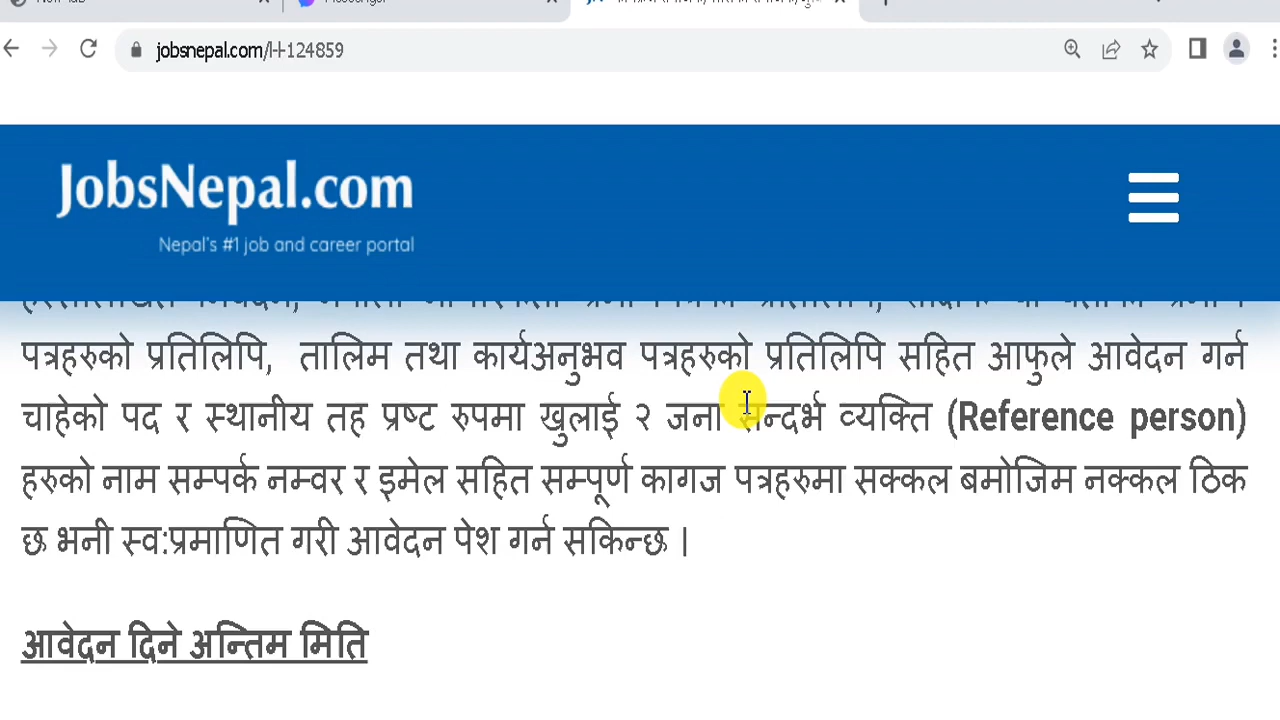 Messenger
jobsnepal.com/l-l-124859
JobsNepal.com
Nepal's #1 job and career portal
पत्रहरुको प्रतिलिपि, तालिम तथा कार्यअनुभव पत्रहरुको प्रतिलिपि सहित आफुले आवेदन गर्न
चाहेको पद र स्थानीय तह प्रष्ट रुपमा खुलाई २ जना सन्दर्भ व्यक्ति (Reference person)
हरुको नाम सम्पर्क नम्वर र इमेल सहित सम्पूर्ण कागज पत्रहरुमा सक्कल बमोजिम नक्कल ठिक
छ भनी स्व:प्रमाणित गरी आवेदन पेश गर्न सकिन्छ ।
आवेदन दिने अन्तिम मिति